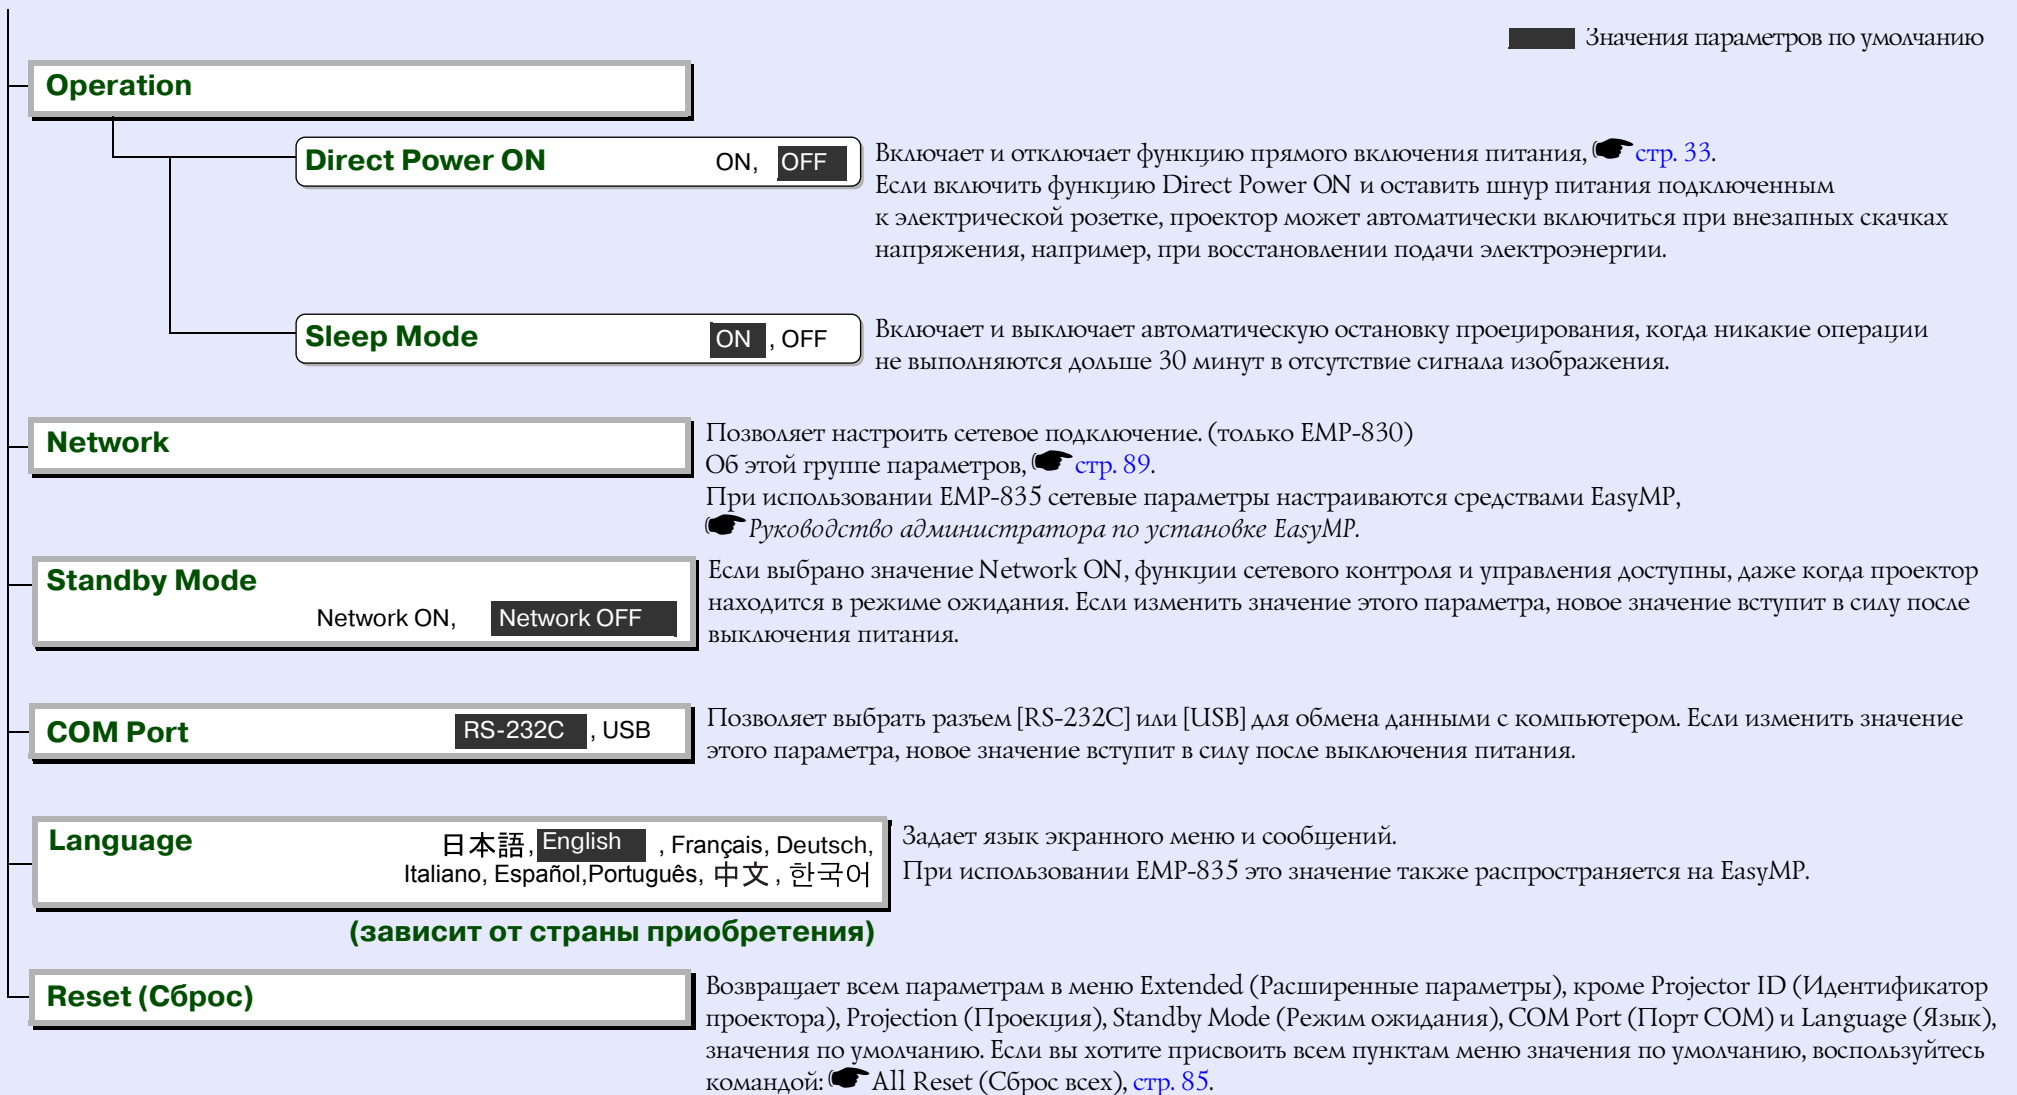 Значения параметров по умолчанию
Operation
Direct Power ON ON, OFF
Включает и отключает функцию прямого включения питания, стр. 33.
Если включить функцию Direct Power ON и оставить шнур питания подключенным
к электрической розетке, проектор может автоматически включиться при внезапных скачках
напряжения, например, при восстановлении подачи электроэнергии.
Sleep Mode ON , OFF
Включает и выключает автоматическую остановку проецирования, когда никакие операции
не выполняются дольше 30 минут в отсутствие сигнала изображения.
Network
Позволяет настроить сетевое подключение. (только EMP-830)
Об этой группе параметров, стр. 89.
При использовании EMP-835 сетевые параметры настраиваются средствами EasyMP,
Руководство администратора по установке EasyMP.
Standby Mode
Network ON, Network OFF
Если выбрано значение Network ON, функции сетевого контроля и управления доступны, даже когда проектор
находится в режиме ожидания. Если изменить значение этого параметра, новое значение вступит в силу после
выключения питания.
COM Port RS-232C , USB
Позволяет выбрать разъем [RS-232C] или [USB] для обмена данными с компьютером. Если изменить значение
этого параметра, новое значение вступит в силу после выключения питания.
Language 日本語, English , Français, Deutsch,
Italiano, Español,Português, 中文 , 한국어
Задает язык экранного меню и сообщений.
При использовании EMP-835 это значение также распространяется на EasyMP.
(зависит от страны приобретения)
Reset (Сброс)
Возвращает всем параметрам в меню Extended (Расширенные параметры), кроме Projector ID (Идентификатор
проектора), Projection (Проекция), Standby Mode (Режим ожидания), COM Port (Порт COM) и Language (Язык),
значения по умолчанию. Если вы хотите присвоить всем пунктам меню значения по умолчанию, воспользуйтесь
командой: All Reset (Сброс всех), стр. 85.